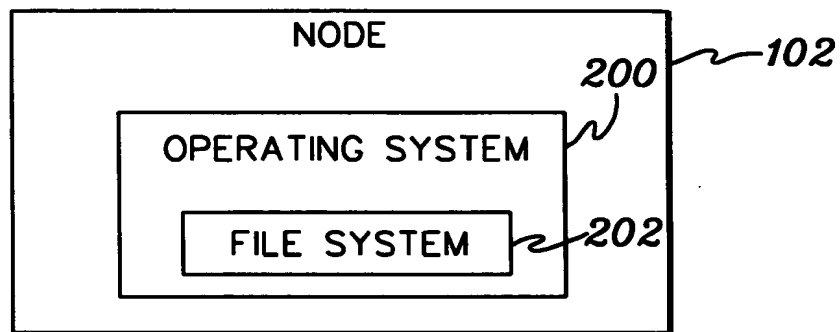 NODE
102
200
OPERATING SYSTEM
FILE SYSTEM
202